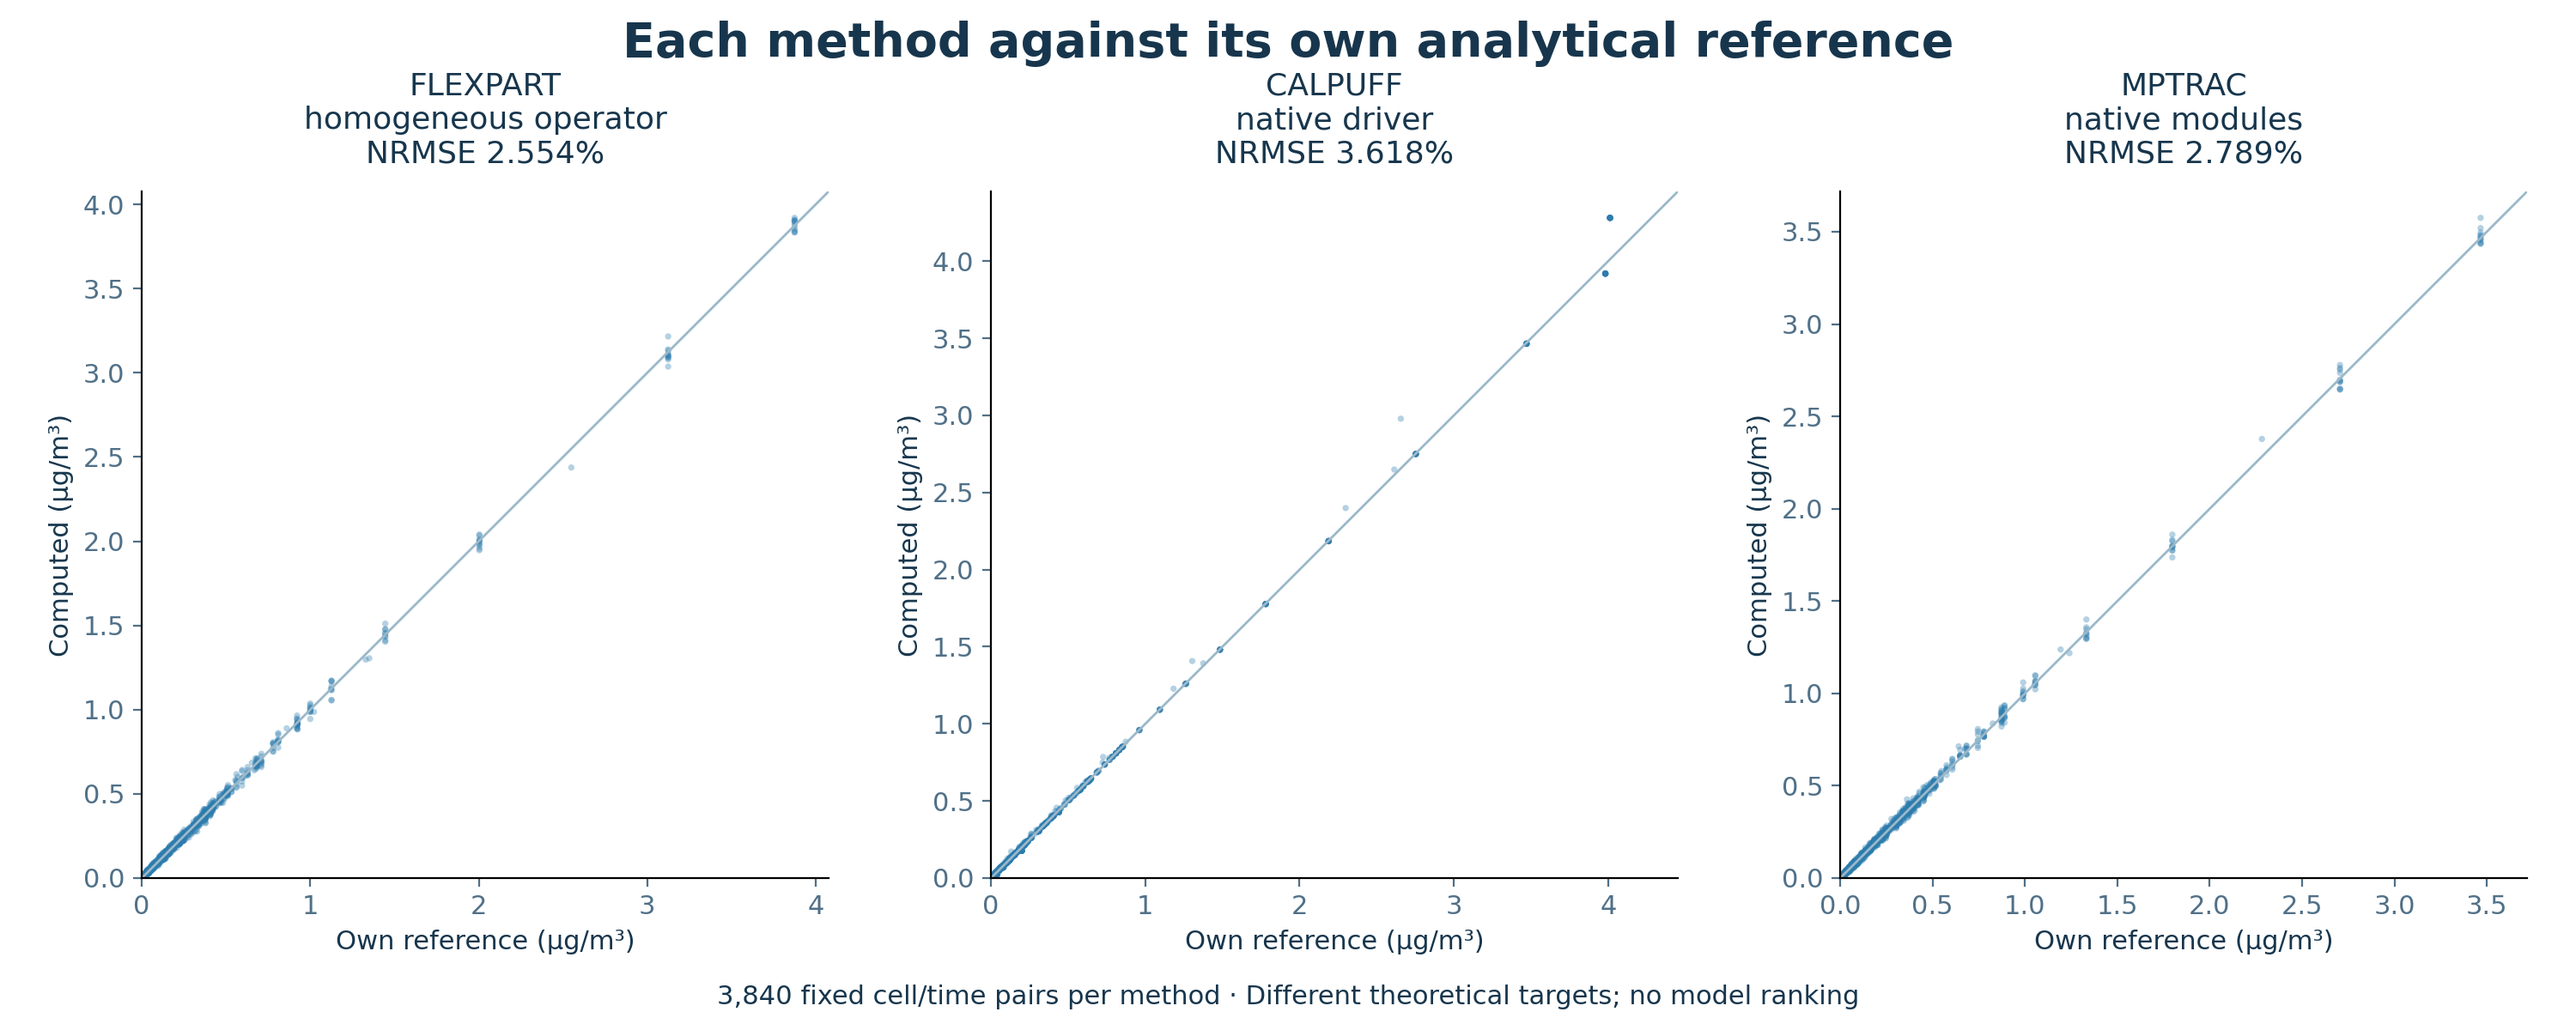 Each method against its own analytical reference
FLEXPART
homogeneous operator
NRMSE 2.554%
CALPUFF
native driver
NRMSE 3.618%
MPTRAC
native modules
NRMSE 2.789%
Computed (µg/m³)
4.0
3.5
3.0
2.5
2.0
1.5
1.0
0.5
0.0
0 1 2 3 4
Own reference (µg/m³)
Computed (µg/m³)
4.0
3.5
3.0
2.5
2.0
1.5
1.0
0.5
0.0
0 1 2 3 4
Own reference (µg/m³)
Computed (µg/m³)
3.5
3.0
2.5
2.0
1.5
1.0
0.5
0.0
0.0 0.5 1.0 1.5 2.0 2.5 3.0 3.5
Own reference (µg/m³)
3,840 fixed cell/time pairs per method · Different theoretical targets; no model ranking